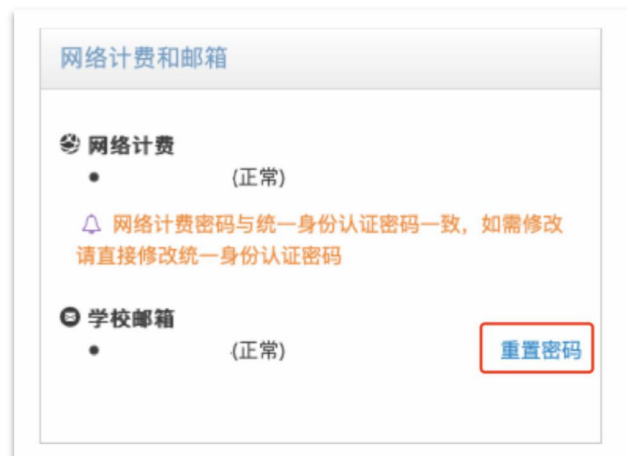 网络计费和邮箱
网络计费
(正常)
网络计费密码与统一身份认证密码一致，如需修改
请直接修改统一身份认证密码
学校邮箱
(正常)
重置密码